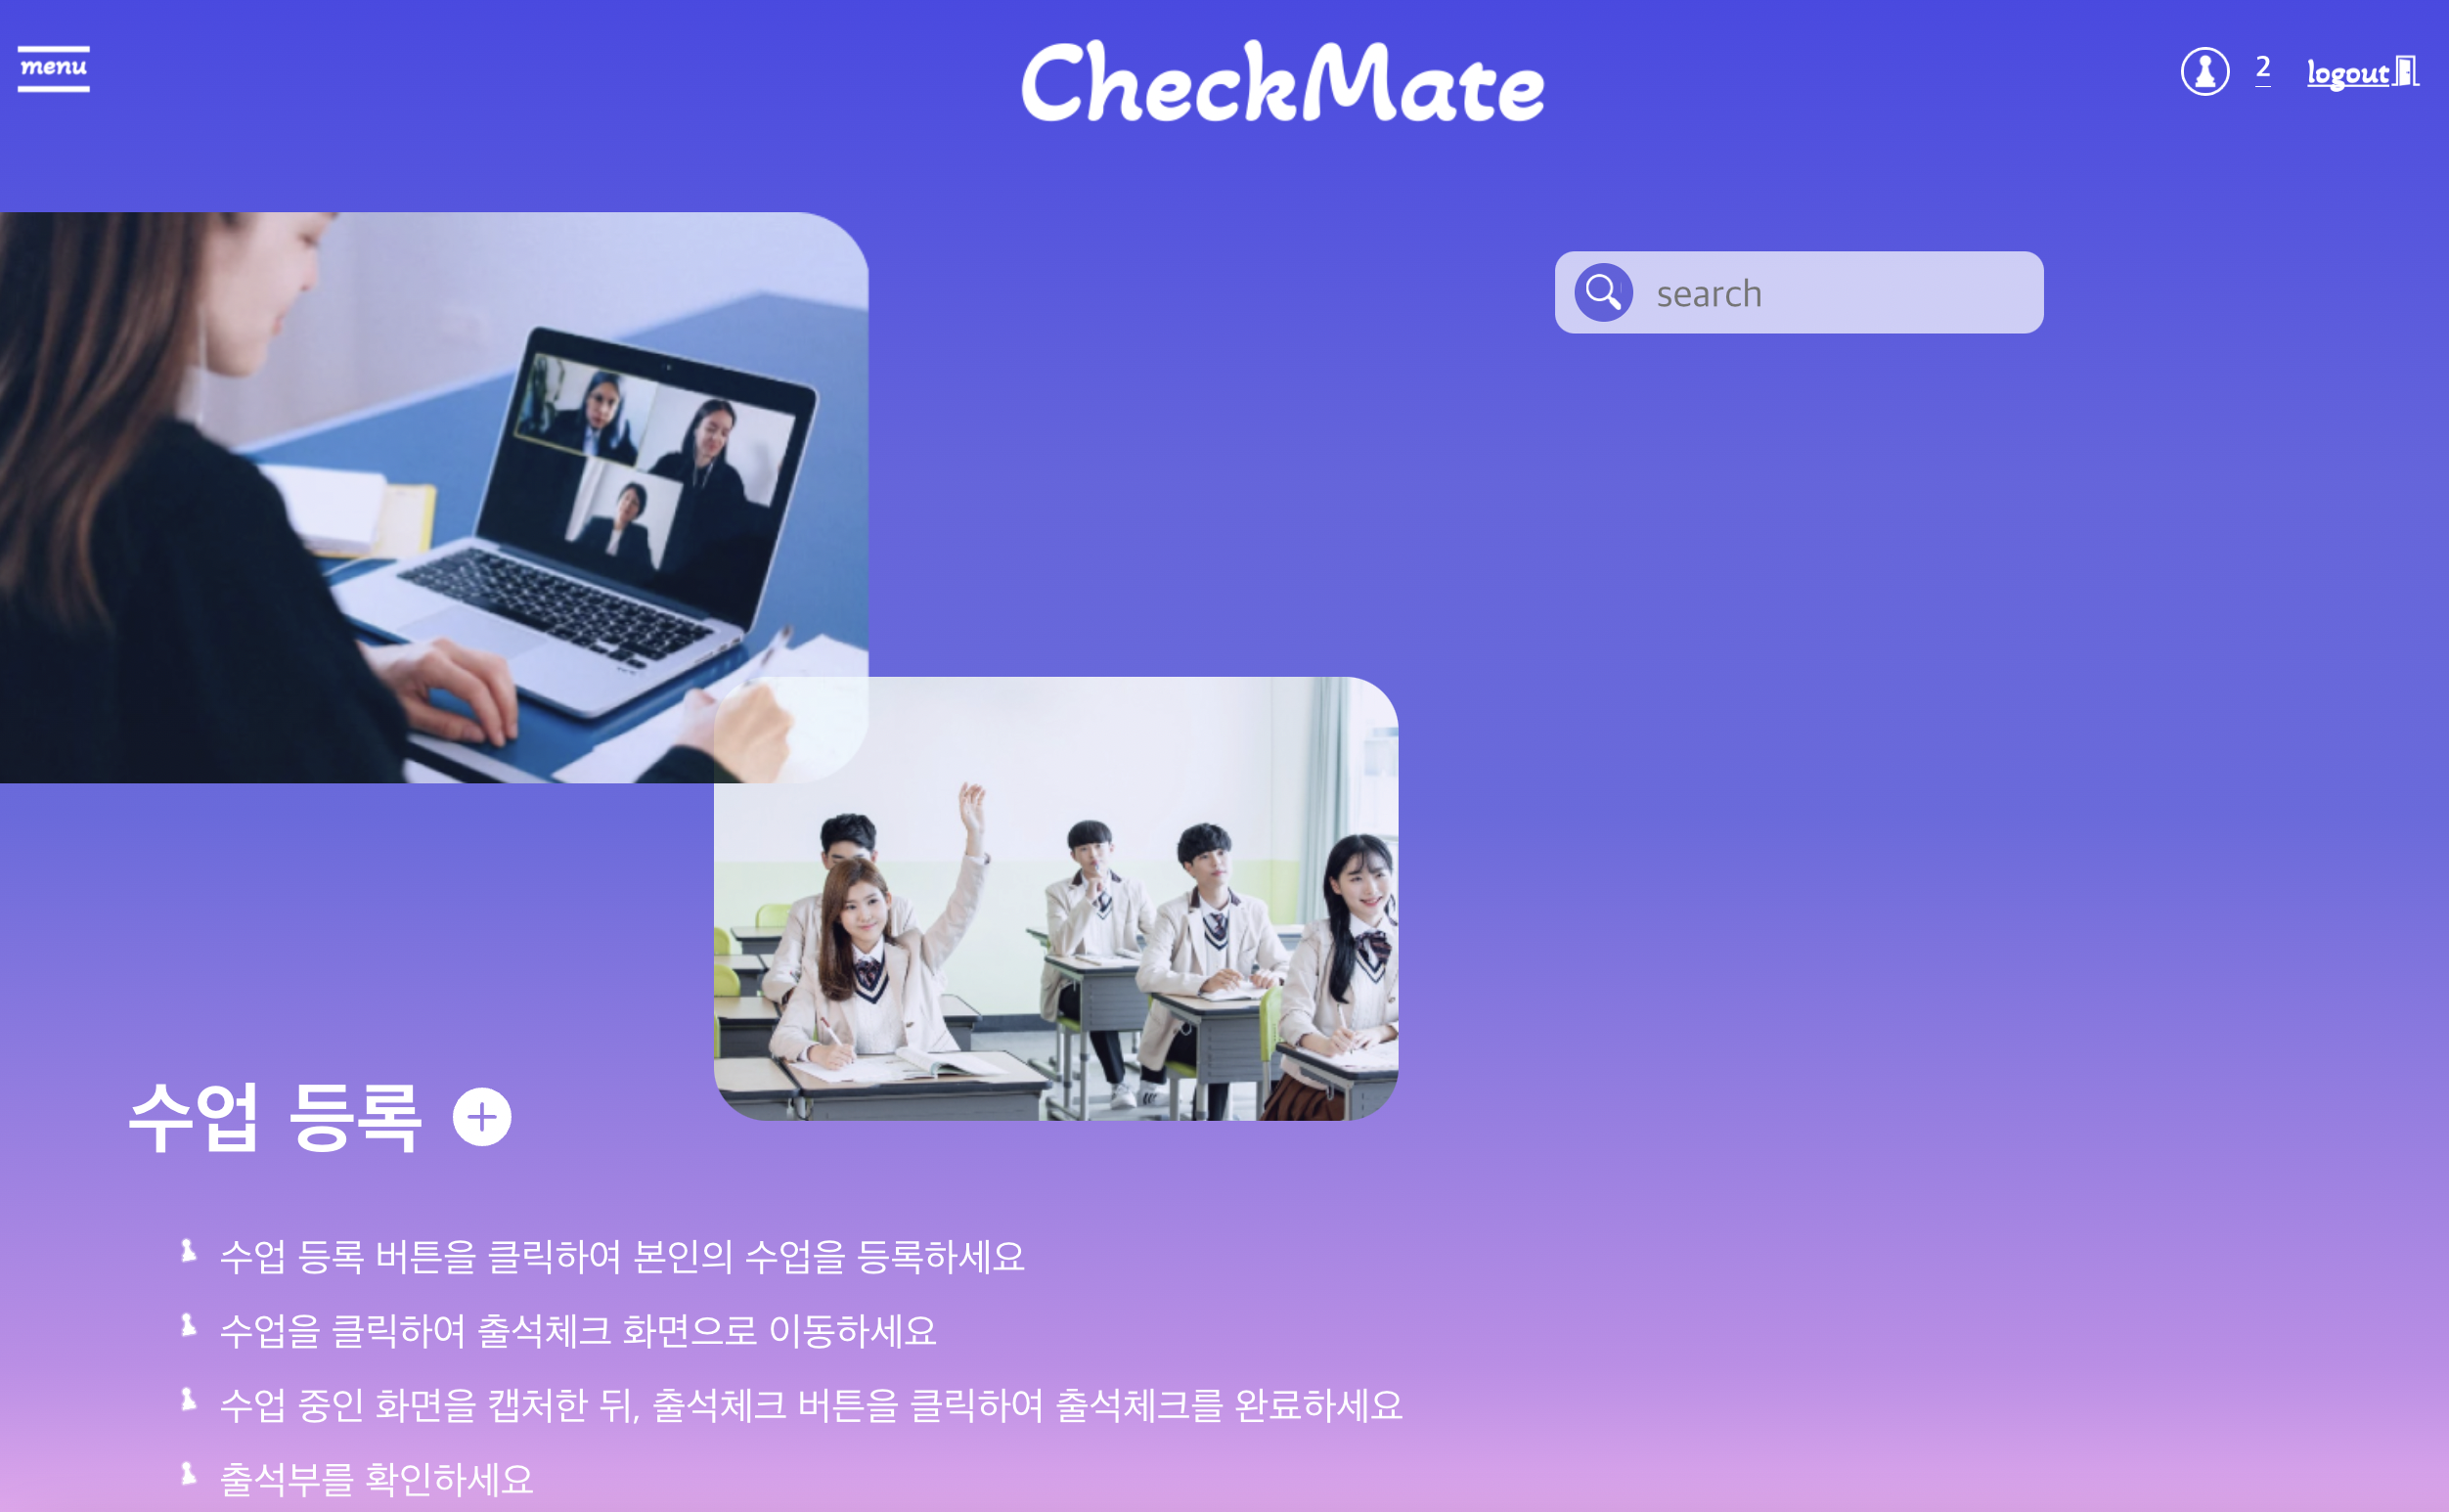 menu
CheckMate
2
logout
search
수업 등록
수업 등록 버튼을 클릭하여 본인의 수업을 등록하세요
수업을 클릭하여 출석체크 화면으로 이동하세요
수업 중인 화면을 캡처한 뒤, 출석체크 버튼을 클릭하여 출석체크를 완료하세요
출석부를 확인하세요